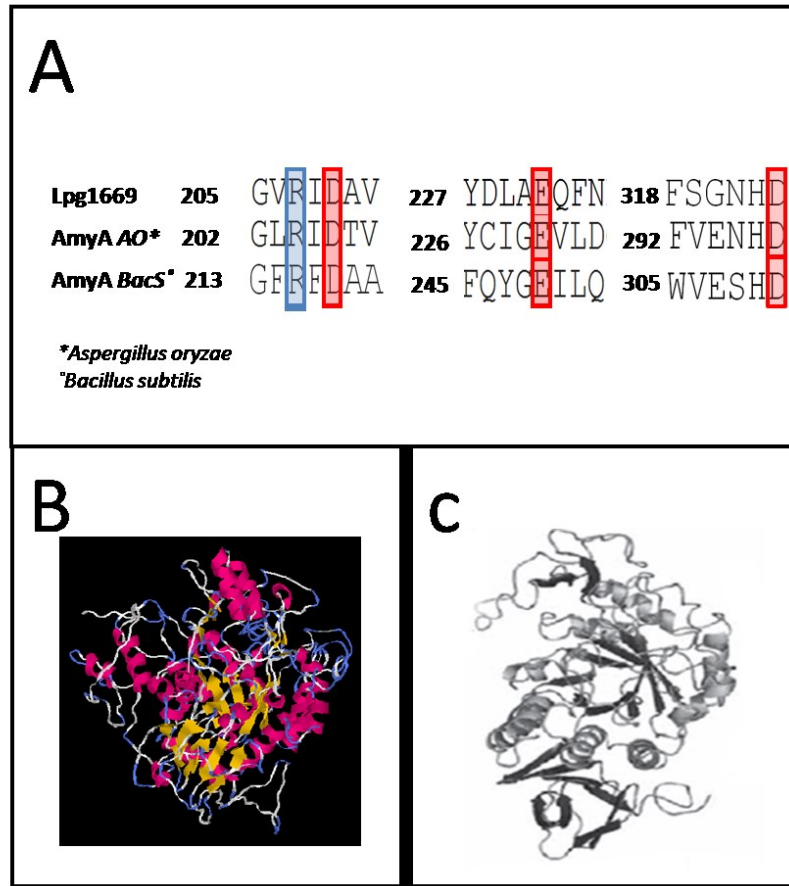 A
Lpg1669 205 GVRIDAV 227 YDLAEQFN 318 FSGNHD
AmyA AO* 202 GLRIDTV 226 YCIGEVLD 292 FVENHD
AmyA BacS° 213 GFRFDAA 245 FQYGEILQ 305 WVESHD
*Aspergillus oryzae
°Bacillus subtilis
B
C